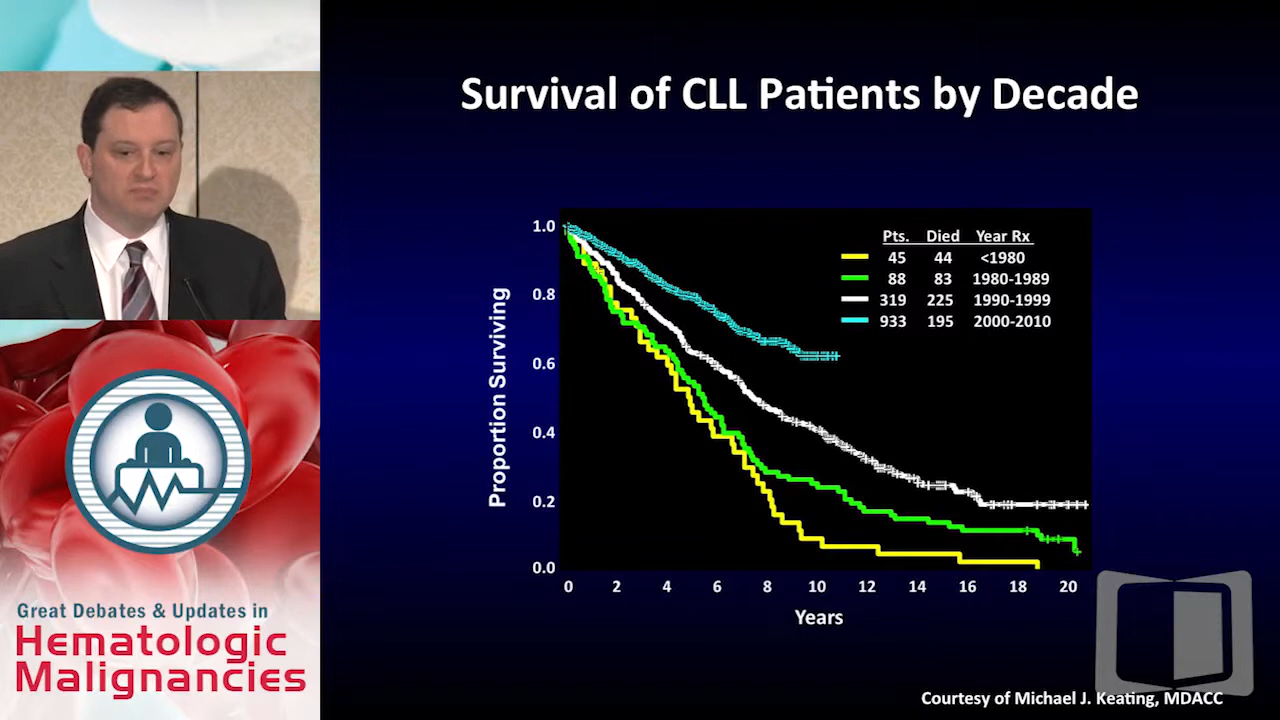 Survival of CLL Patients by Decade
Proportion Surviving
1.0
0.8
0.6
0.4
0.2
0.0
0 2 4 6 8 10 12 14 16 18 20
Years
Pts. Died Year Rx
45 44 <1980
88 83 1980-1989
319 225 1990-1999
933 195 2000-2010
Courtesy of Michael J. Keating, MDACC
Great Debates & Updates in
Hematologic
Malignancies